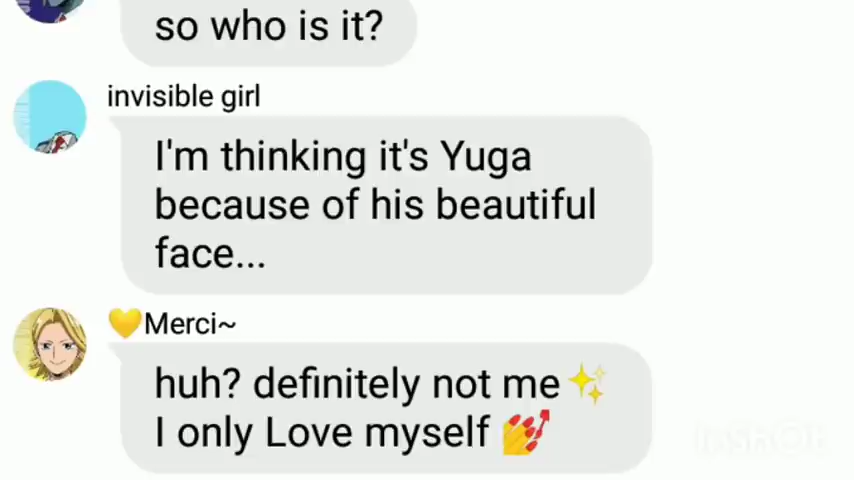 so who is it?
invisible girl
I'm thinking it's Yuga
because of his beautiful
face...
💛Merci~
huh? definitely not me✨
I only Love myself💅
INSHOT